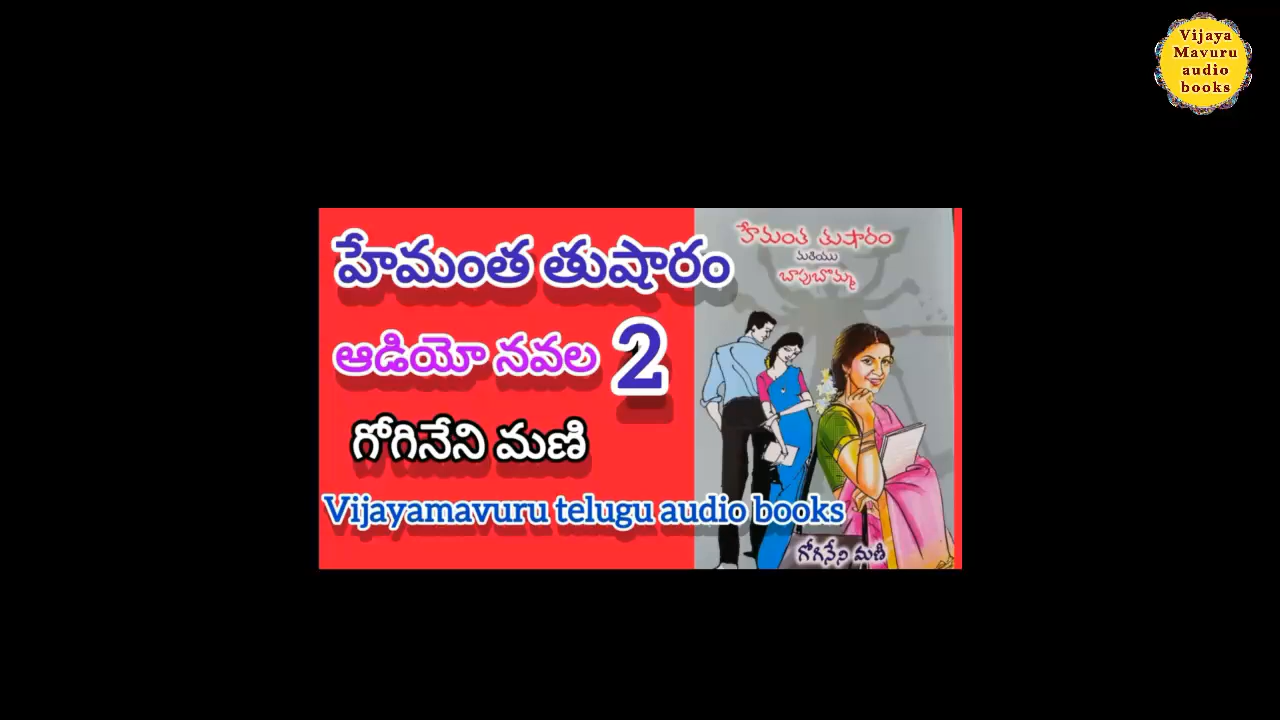 Vijaya
Mavuru
audio
books
హేమంత తుషారం
ఆడియో నవల 2
గోగినేని మణి
Vijayamavuru telugu audio books
హేమంత తుషారం
మరియు
బాపుబొమ్మ
గోగినేని మణి